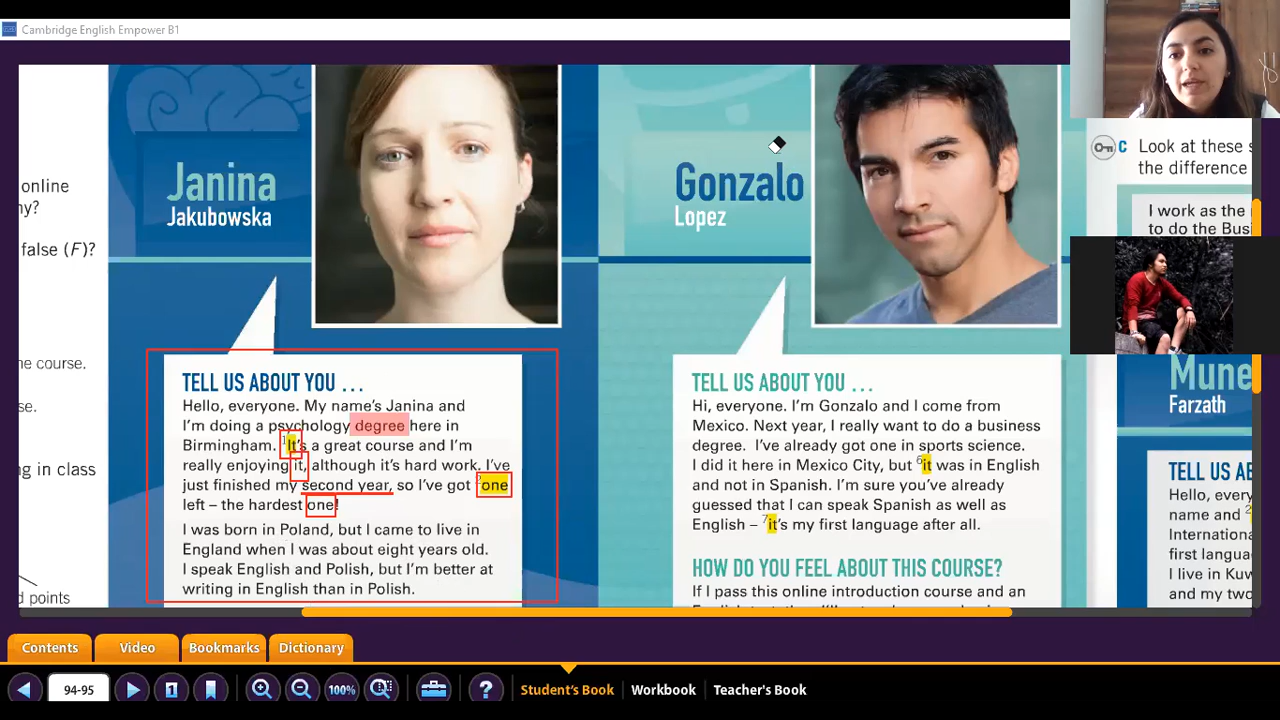 Cambridge English Empower B1
online
ny?
false (F)?
ne course.
se.
ng in class
d points
Janina
Jakubowska
TELL US ABOUT YOU ...
Hello, everyone. My name's Janina and
I'm doing a psychology degree here in
Birmingham. 1It's a great course and I'm
really enjoying it, although it's hard work. I've
just finished my second year, so I've got one
left – the hardest one!
I was born in Poland, but I came to live in
England when I was about eight years old.
I speak English and Polish, but I'm better at
writing in English than in Polish.
Gonzalo
Lopez
TELL US ABOUT YOU ...
Hi, everyone. I'm Gonzalo and I come from
Mexico. Next year, I really want to do a business
degree. I've already got one in sports science.
I did it here in Mexico City, but 6it was in English
and not in Spanish. I'm sure you've already
guessed that I can speak Spanish as well as
English – 7it's my first language after all.
HOW DO YOU FEEL ABOUT THIS COURSE?
If I pass this online introduction course and an
C Look at these s
the difference
I work as the
to do the Busi
Mune
Farzath
TELL US
Hello, every
name and 2
Internationa
first langua
I live in Kuw
and my two
Contents
Video
Bookmarks
Dictionary
94-95
1
100%
?
Student's Book
Workbook
Teacher's Book